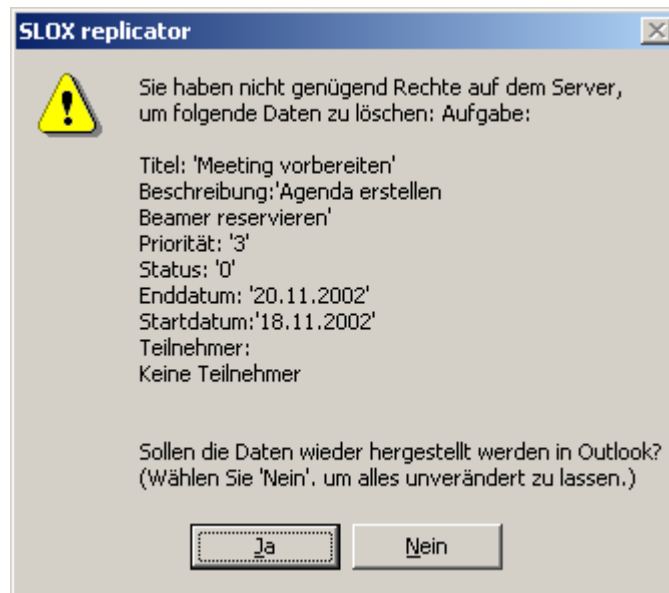 SLOX replicator
Sie haben nicht genügend Rechte auf dem Server,
um folgende Daten zu löschen: Aufgabe:
Titel: 'Meeting vorbereiten'
Beschreibung:'Agenda erstellen
Beamer reservieren'
Priorität: '3'
Status: '0'
Enddatum: '20.11.2002'
Startdatum:'18.11.2002'
Teilnehmer:
Keine Teilnehmer
Sollen die Daten wieder hergestellt werden in Outlook?
(Wählen Sie 'Nein'. um alles unverändert zu lassen.)
Ja
Nein